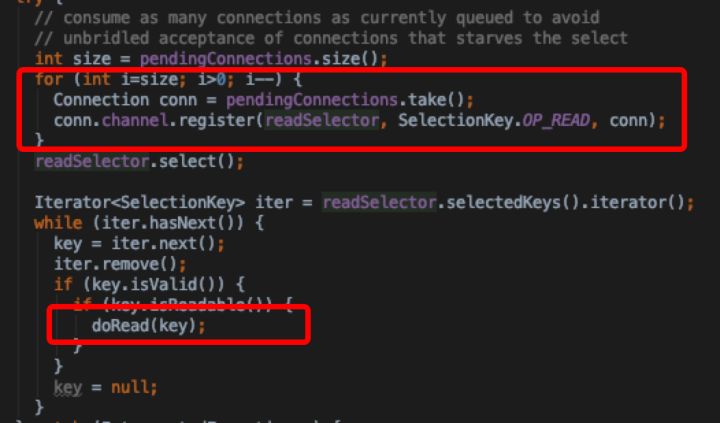 try {
// consume as many connections as currently queued to avoid
// unbridled acceptance of connections that starves the select
int size = pendingConnections.size();
for (int i=size; i>0; i--) {
Connection conn = pendingConnections.take();
conn.channel.register(readSelector, SelectionKey.OP_READ, conn);
}
readSelector.select();
Iterator<SelectionKey> iter = readSelector.selectedKeys().iterator();
while (iter.hasNext()) {
key = iter.next();
iter.remove();
if (key.isValid()) {
if (key.isReadable()) {
doRead(key);
}
}
key = null;
}